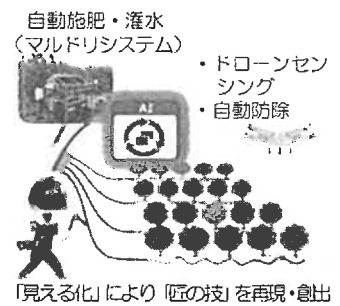 自動施肥・潅水
（マルドリシステム）
・ドローンセン
シング
・自動防除
AI
「見える化」により「匠の技」を再現・創出